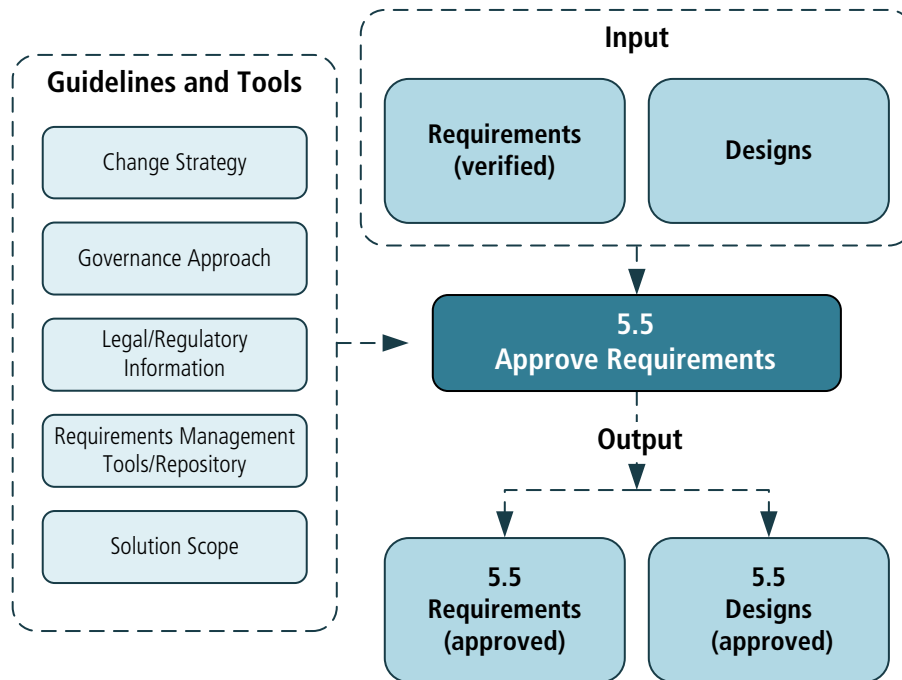 Guidelines and Tools
Change Strategy
Governance Approach
Legal/Regulatory
Information
Requirements Management
Tools/Repository
Solution Scope
Input
Requirements
(verified)
Designs
5.5
Approve Requirements
Output
5.5
Requirements
(approved)
5.5
Designs
(approved)